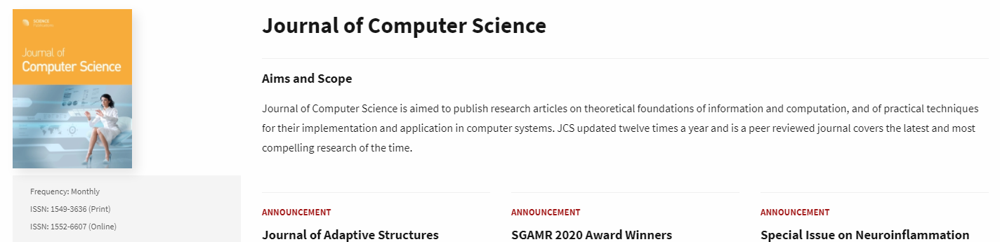 SCIENCE
Publications
Journal of
Computer Science
Frequency: Monthly
ISSN: 1549-3636 (Print)
ISSN: 1552-6607 (Online)
Journal of Computer Science
Aims and Scope
Journal of Computer Science is aimed to publish research articles on theoretical foundations of information and computation, and of practical techniques
for their implementation and application in computer systems. JCS updated twelve times a year and is a peer reviewed journal covers the latest and most
compelling research of the time.
ANNOUNCEMENT
Journal of Adaptive Structures
ANNOUNCEMENT
SGAMR 2020 Award Winners
ANNOUNCEMENT
Special Issue on Neuroinflammation